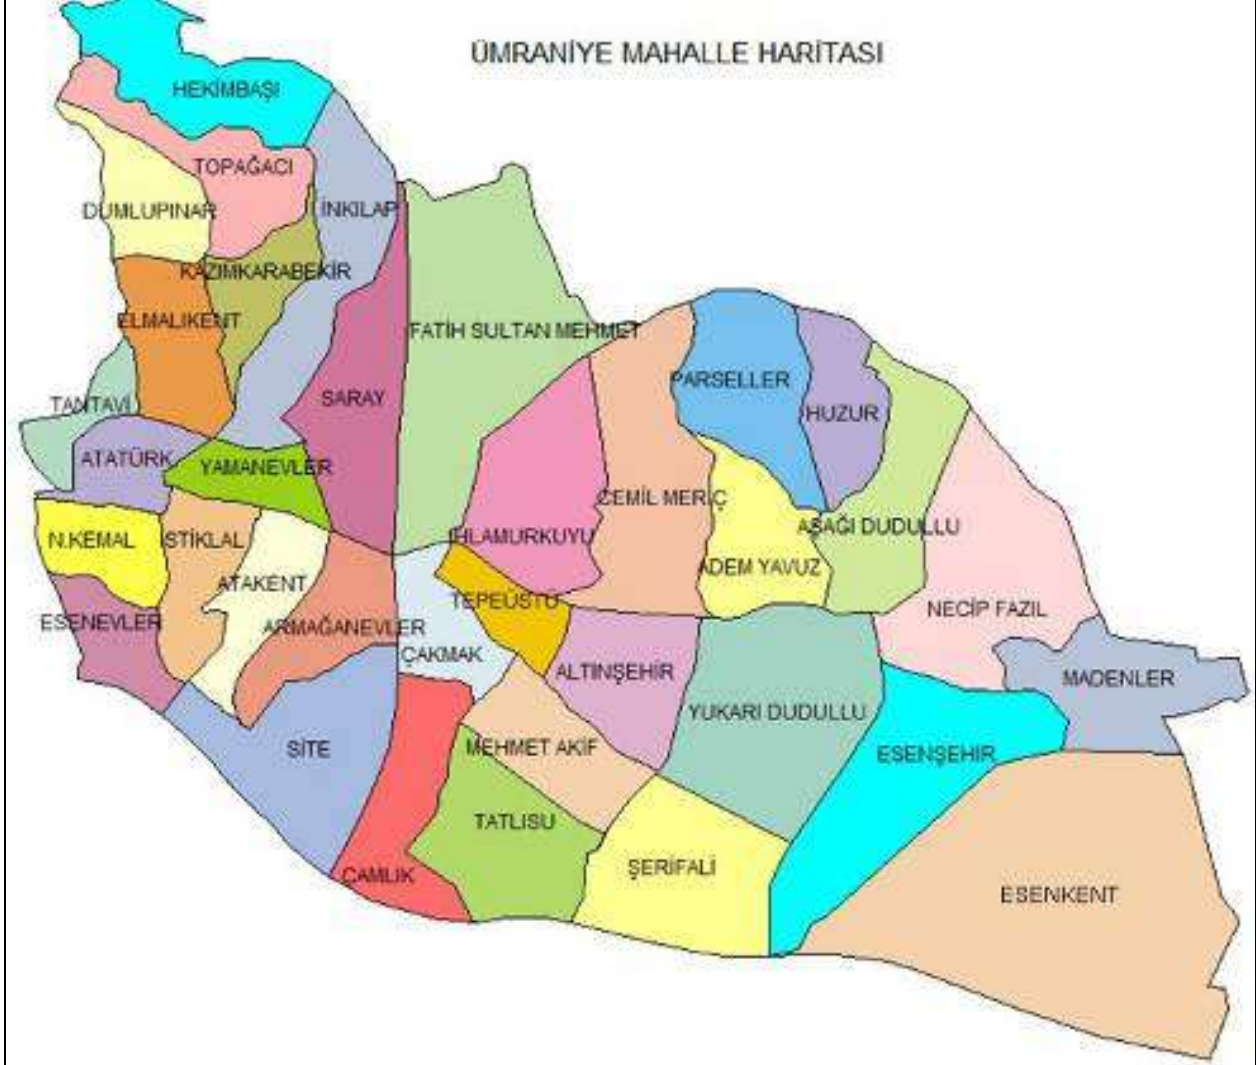 ÜMRANİYE MAHALLE HARİTASI
HEKİMBAŞI
TOPAĞACI
DUMLUPINAR
İNKILAP
KAZIMKARABEKİR
ELMALIKENT
FATİH SULTAN MEHMET
PARSELLER
SARAY
TANTAVİ
HUZUR
ATATÜRK
YAMANEVLER
CEMİL MERİÇ
AŞAĞI DUDULLU
N.KEMAL
İSTİKLAL
IHLAMURKUYU
ADEM YAVUZ
ATAKENT
TEPEÜSTÜ
NECİP FAZIL
ESENEVLER
ARMAĞANEVLER
ÇAKMAK
ALTINŞEHİR
MADENLER
YUKARI DUDULLU
SİTE
MEHMET AKİF
ESENŞEHİR
TATLISU
ŞERİFALİ
ÇAMLIK
ESENKENT